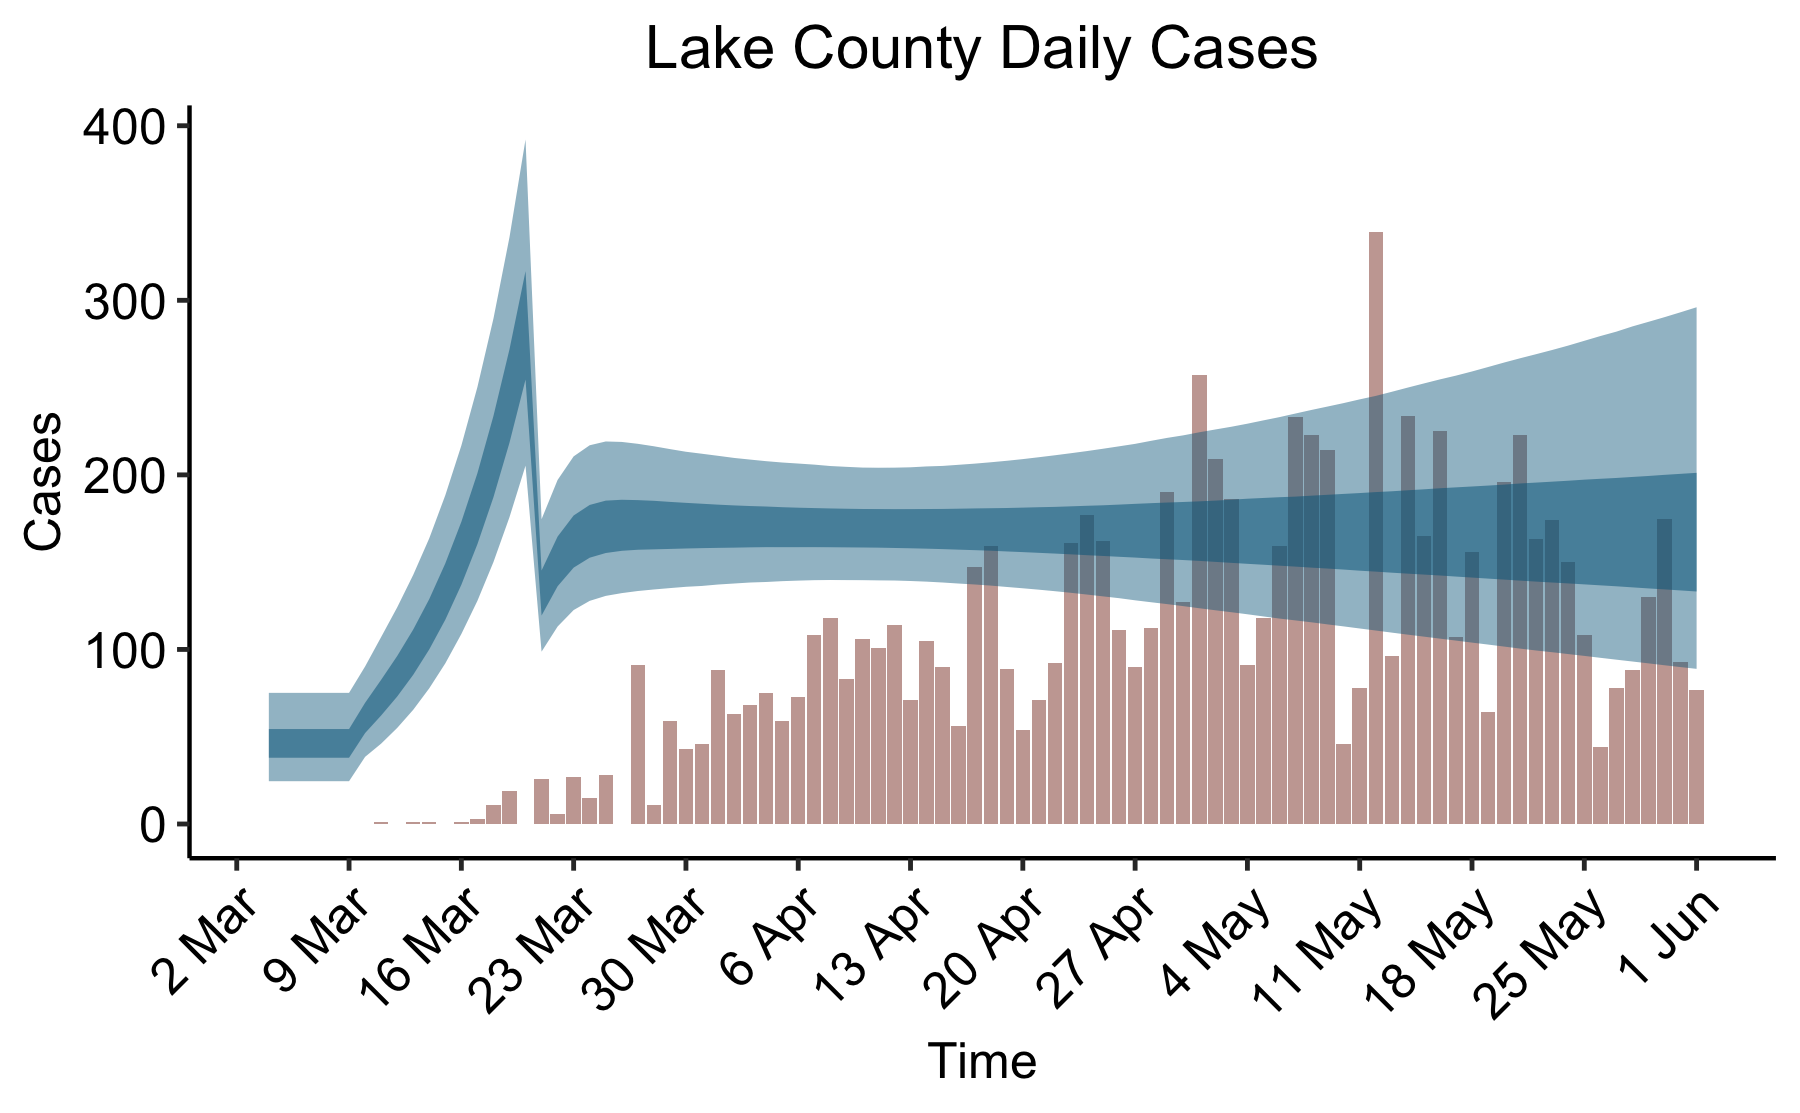 Lake County Daily Cases
400
300
200
100
0
Cases
2 Mar
9 Mar
16 Mar
23 Mar
30 Mar
6 Apr
13 Apr
20 Apr
27 Apr
4 May
11 May
18 May
25 May
1 Jun
Time